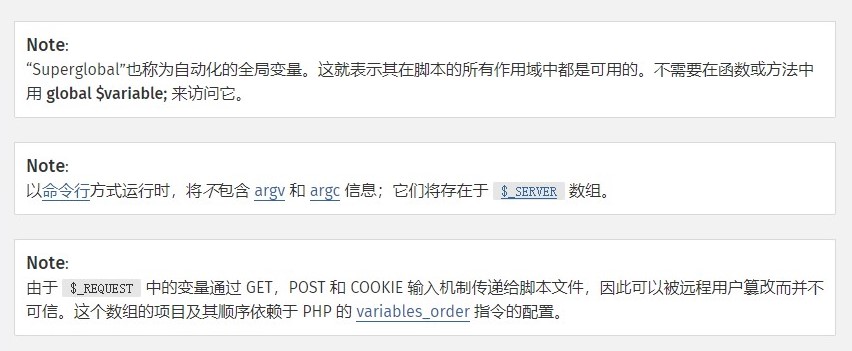 Note:
“Superglobal”也称为自动化的全局变量。这就表示其在脚本的所有作用域中都是可用的。不需要在函数或方法中
用 global $variable; 来访问它。
Note:
以命令行方式运行时，将不包含 argv 和 argc 信息；它们将存在于 $_SERVER 数组。
Note:
由于 $_REQUEST 中的变量通过 GET，POST 和 COOKIE 输入机制传递给脚本文件，因此可以被远程用户篡改而并不
可信。这个数组的项目及其顺序依赖于 PHP 的 variables_order 指令的配置。